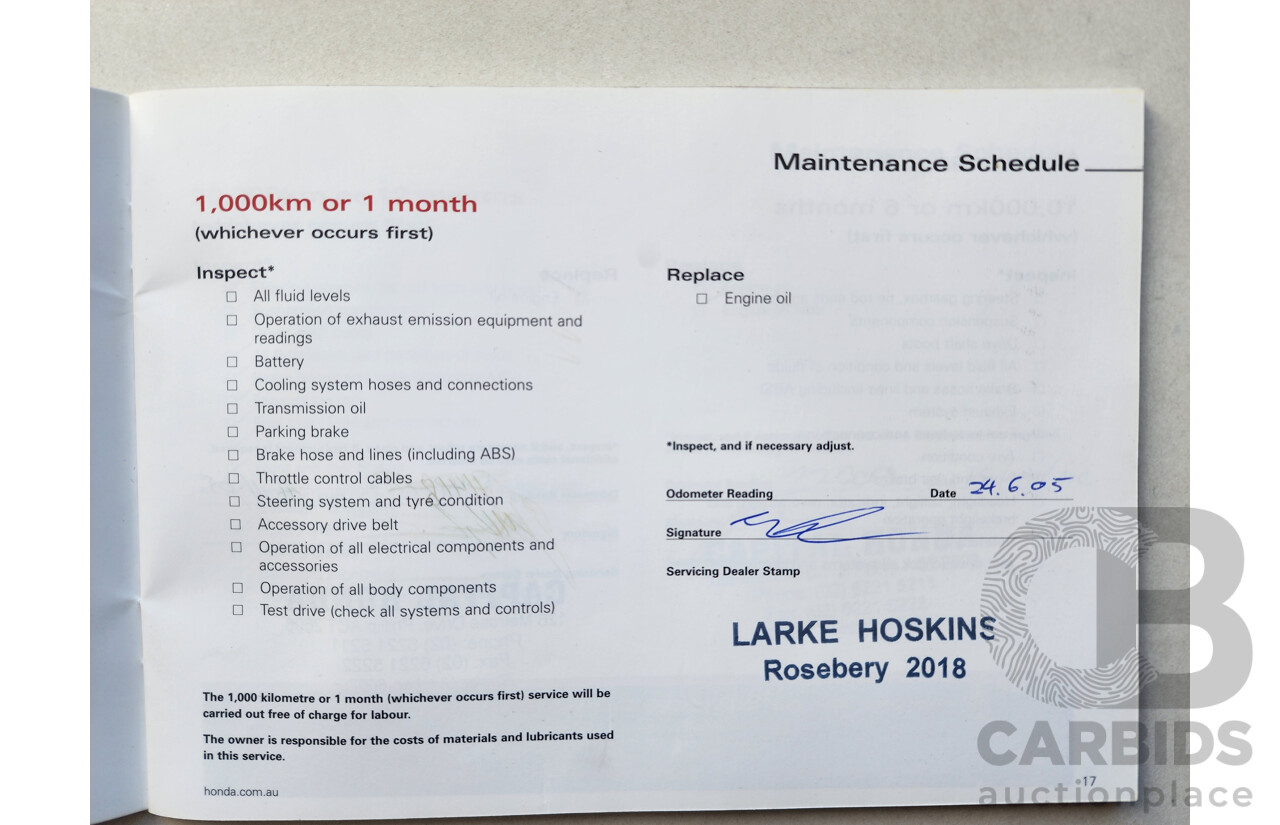 Maintenance Schedule
1,000km or 1 month
(whichever occurs first)
Inspect*
☐ All fluid levels
☐ Operation of exhaust emission equipment and
readings
☐ Battery
☐ Cooling system hoses and connections
☐ Transmission oil
☐ Parking brake
☐ Brake hose and lines (including ABS)
☐ Throttle control cables
☐ Steering system and tyre condition
☐ Accessory drive belt
☐ Operation of all electrical components and
accessories
☐ Operation of all body components
☐ Test drive (check all systems and controls)
The 1,000 kilometre or 1 month (whichever occurs first) service will be
carried out free of charge for labour.
The owner is responsible for the costs of materials and lubricants used
in this service.
honda.com.au
Replace
☐ Engine oil
*Inspect, and if necessary adjust.
Odometer Reading Date 24.6.05
Signature
Servicing Dealer Stamp
LARKE HOSKINS
Rosebery 2018
17
CARBIDS
auctionplace